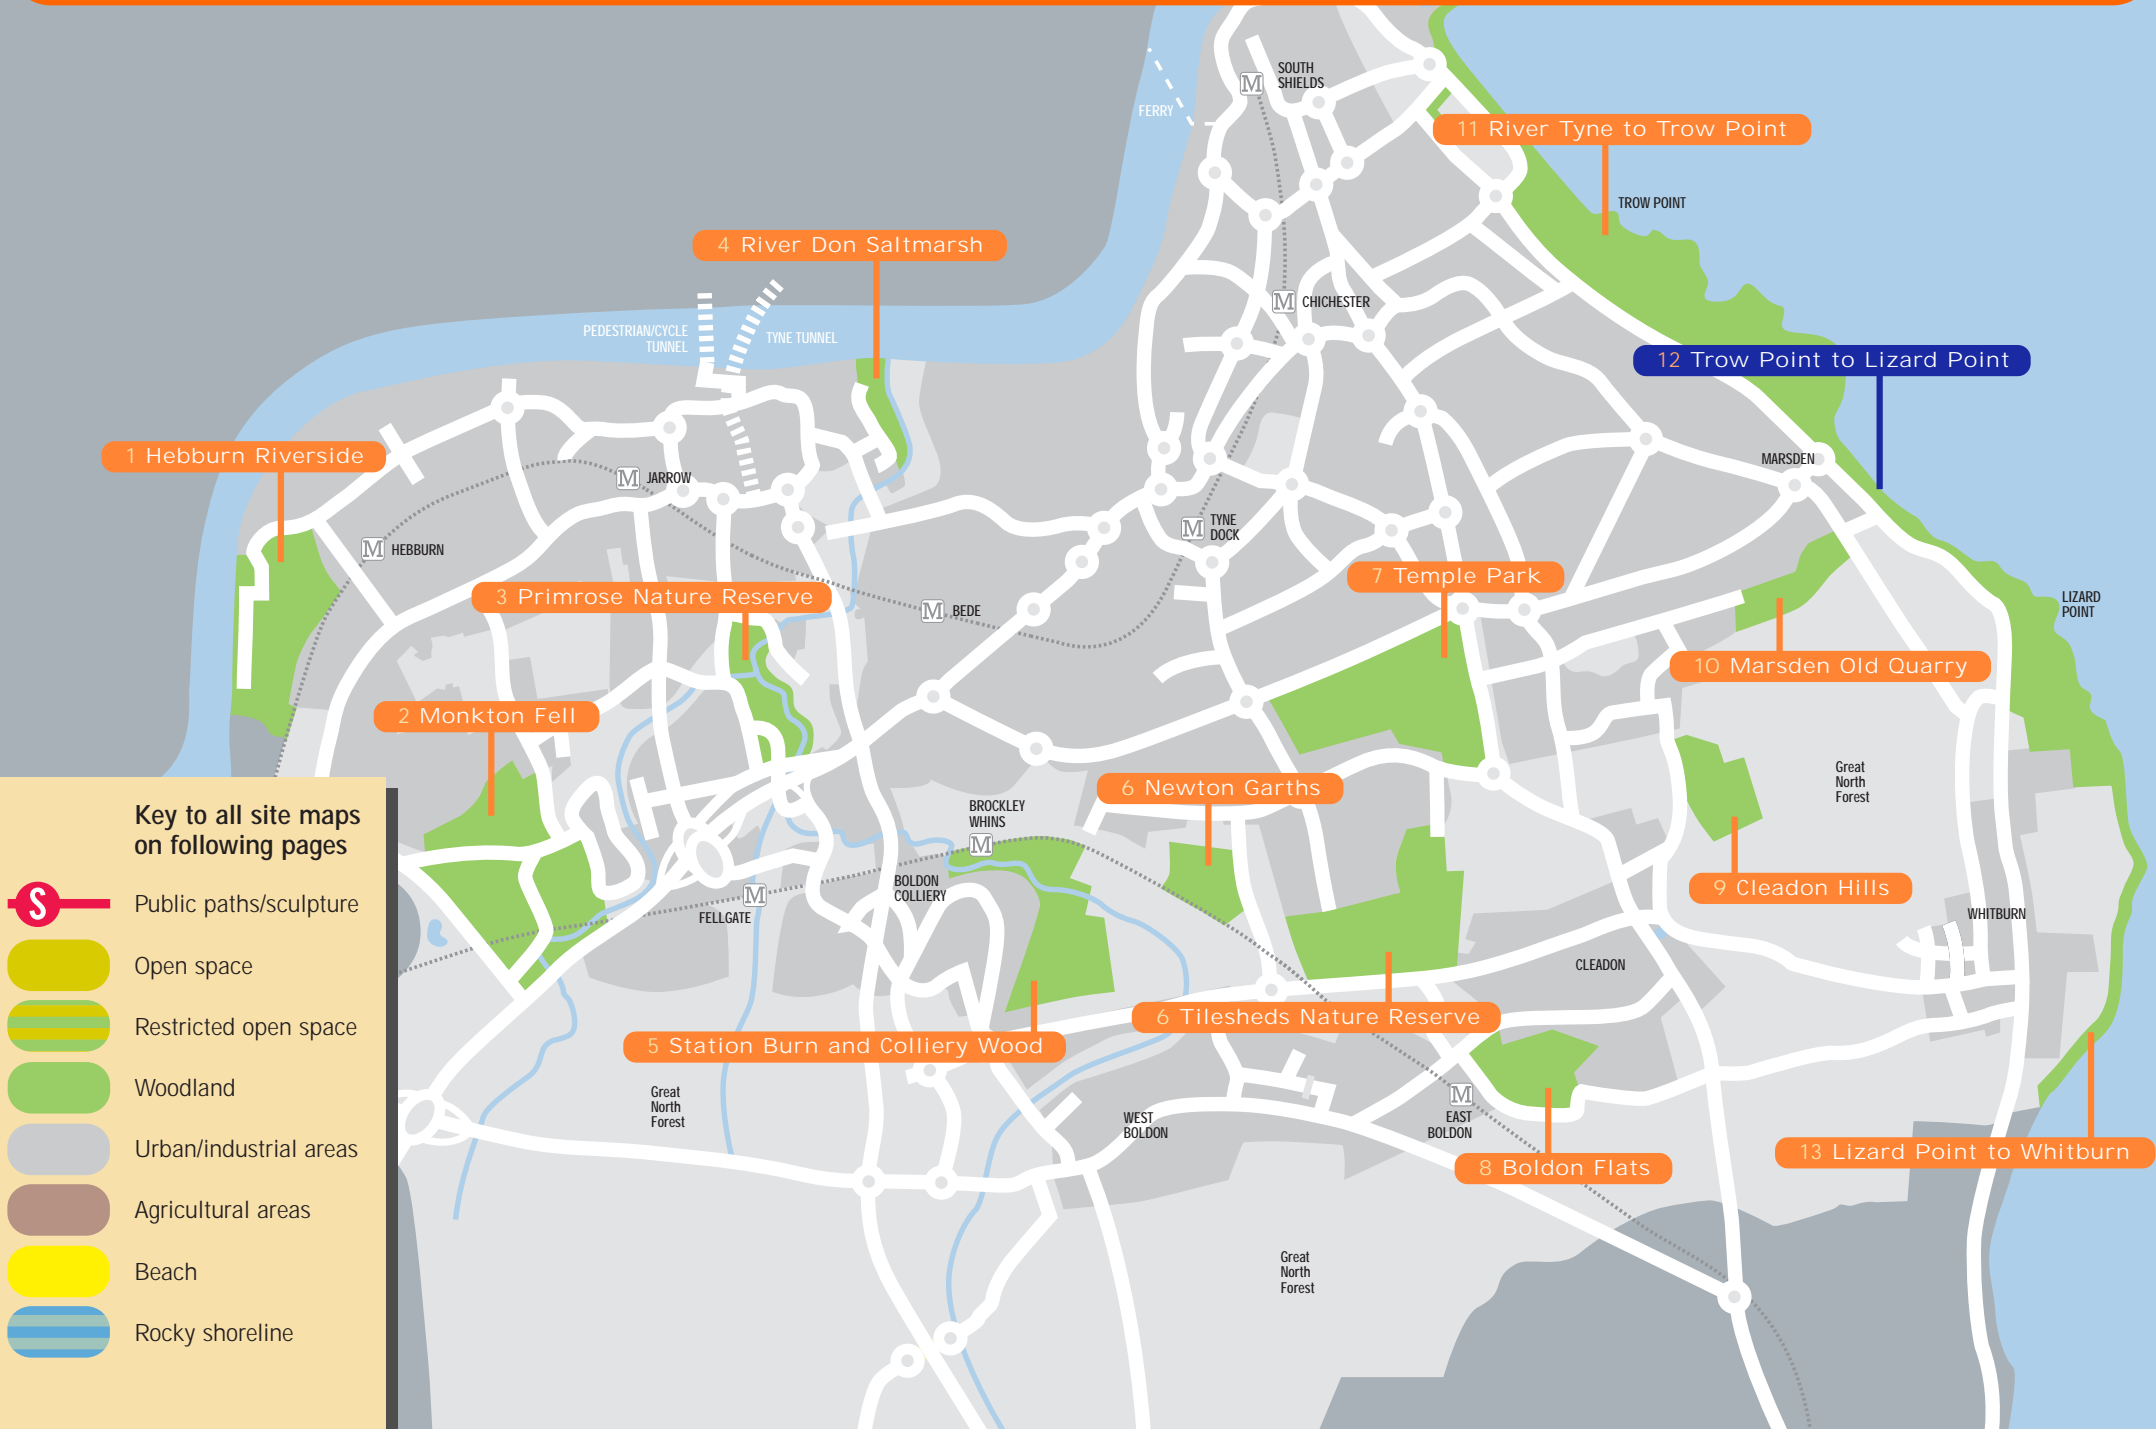 SOUTH
SHIELDS
M
FERRY
11 River Tyne to Trow Point
TROW POINT
4 River Don Saltmarsh
M CHICHESTER
PEDESTRIAN/CYCLE
TUNNEL
TYNE TUNNEL
12 Trow Point to Lizard Point
1 Hebburn Riverside
MARSDEN
M JARROW
M TYNE
DOCK
M HEBBURN
7 Temple Park
3 Primrose Nature Reserve
M BEDE
LIZARD
POINT
10 Marsden Old Quarry
2 Monkton Fell
Great
North
Forest
6 Newton Garths
BROCKLEY
WHINS
M
BOLDON
COLLIERY
M
FELLGATE
9 Cleadon Hills
WHITBURN
CLEADON
6 Tilesheds Nature Reserve
5 Station Burn and Colliery Wood
Great
North
Forest
M
EAST
BOLDON
WEST
BOLDON
13 Lizard Point to Whitburn
8 Boldon Flats
Great
North
Forest
Key to all site maps
on following pages
S Public paths/sculpture
Open space
Restricted open space
Woodland
Urban/industrial areas
Agricultural areas
Beach
Rocky shoreline